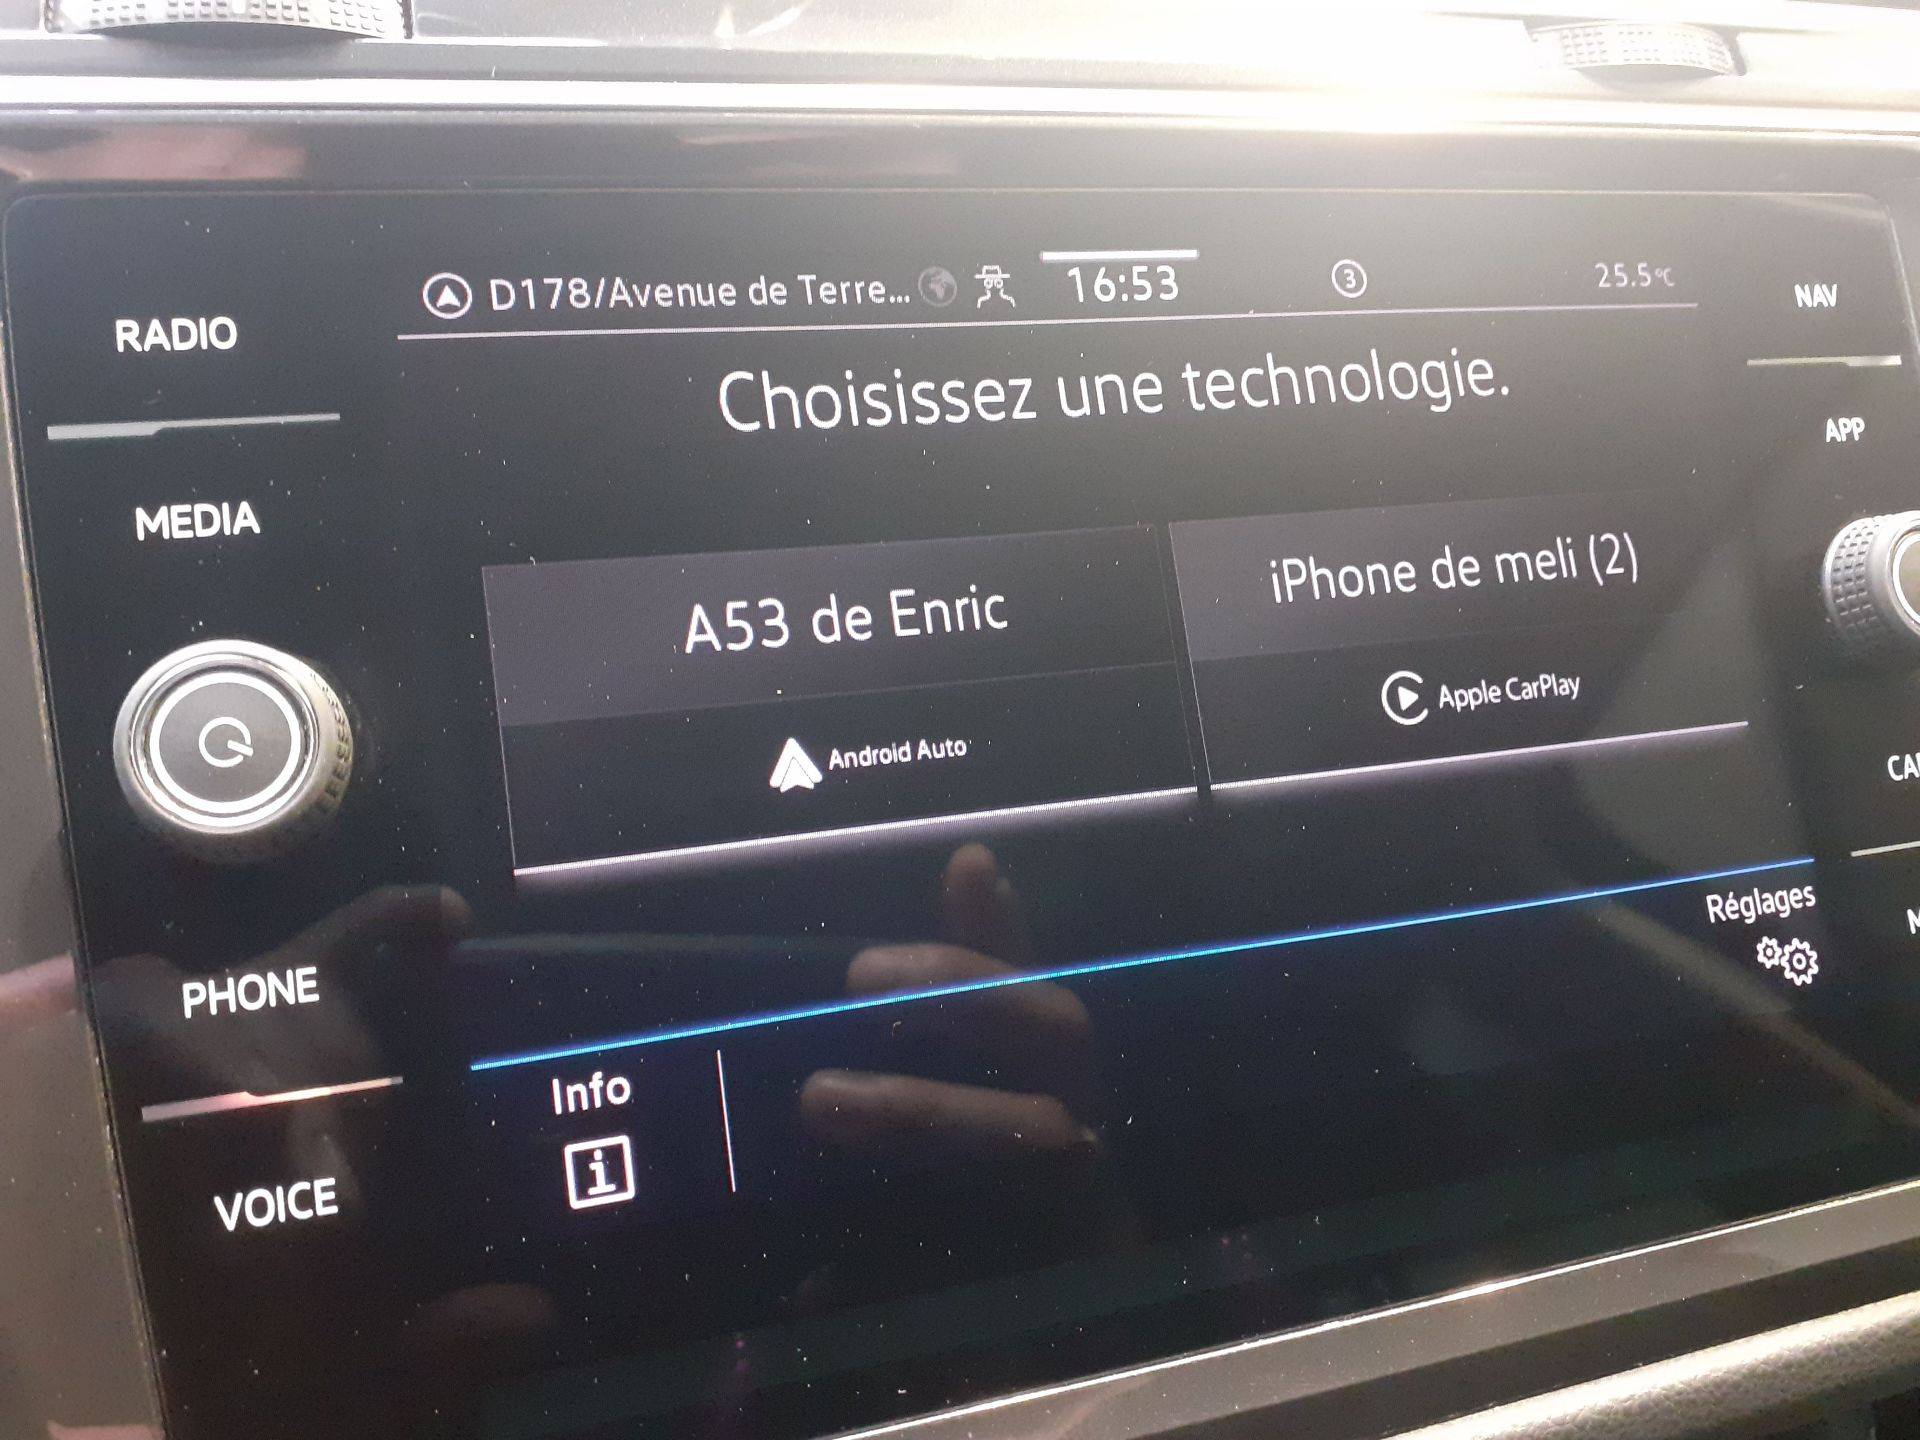 D178/Avenue de Terre...
16:53
3
25.5°C
RADIO
NAV
Choisissez une technologie.
APP
MEDIA
A53 de Enric
iPhone de meli (2)
Android Auto
Apple CarPlay
Réglages
PHONE
Info
i
VOICE